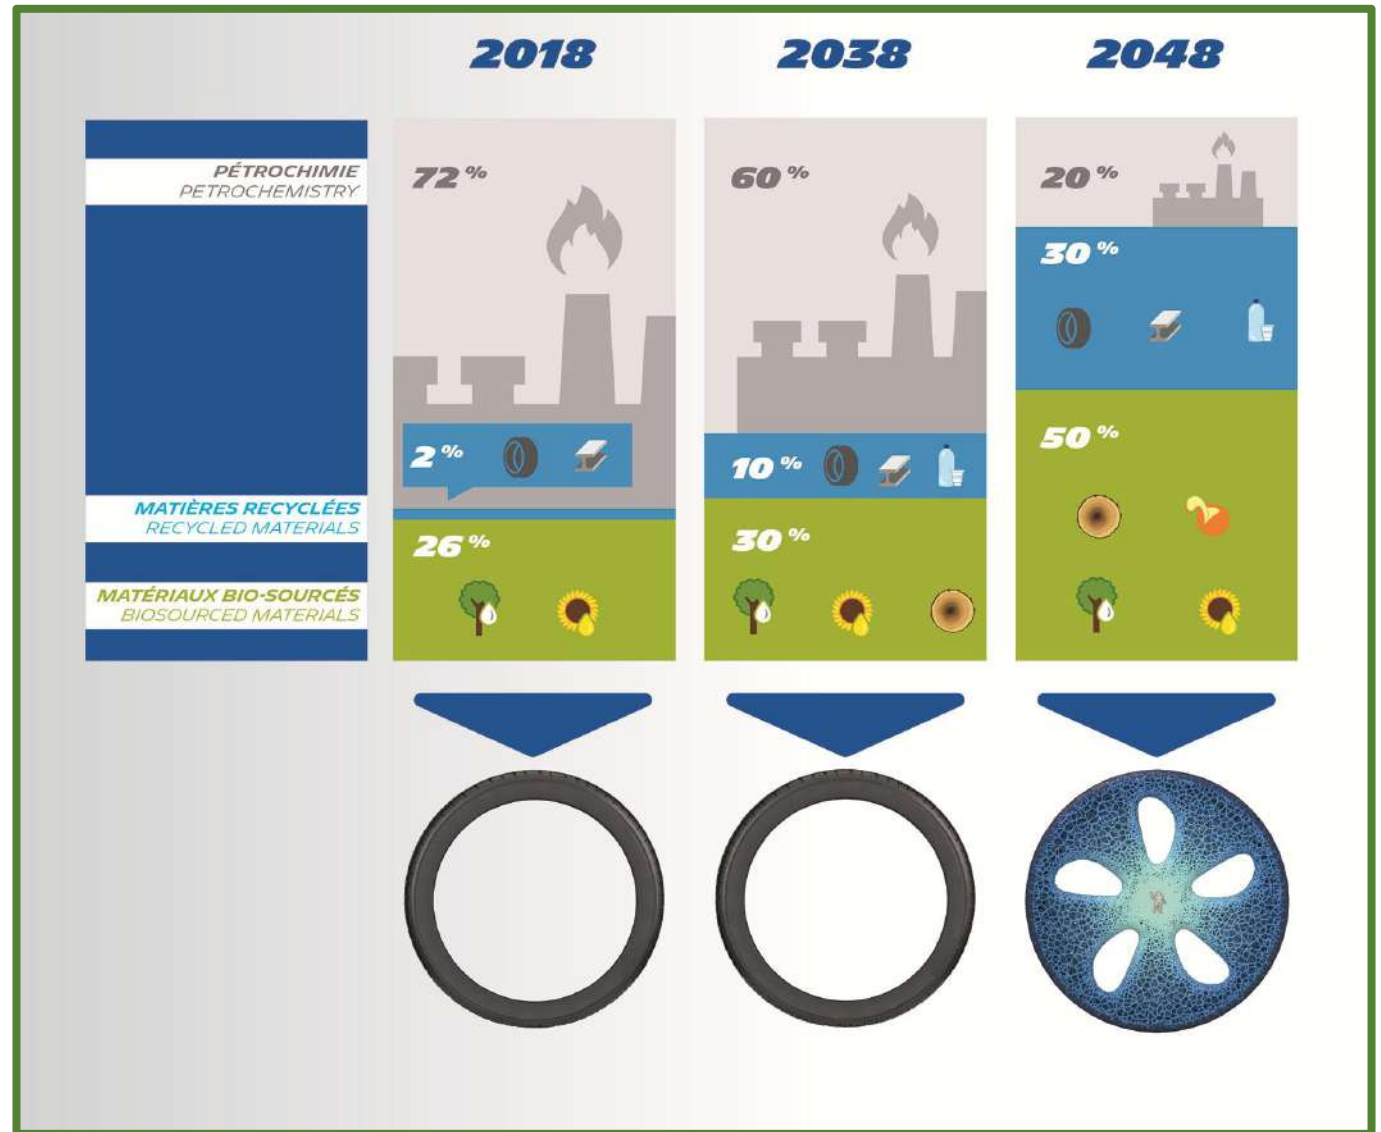 2018
2038
2048
PÉTROCHIMIE
PETROCHEMISTRY
72 %
60 %
20 %
30 %
50 %
2 %
10 %
MATIÈRES RECYCLÉES
RECYCLED MATERIALS
26 %
30 %
MATÉRIAUX BIO-SOURCÉS
BIOSOURCED MATERIALS